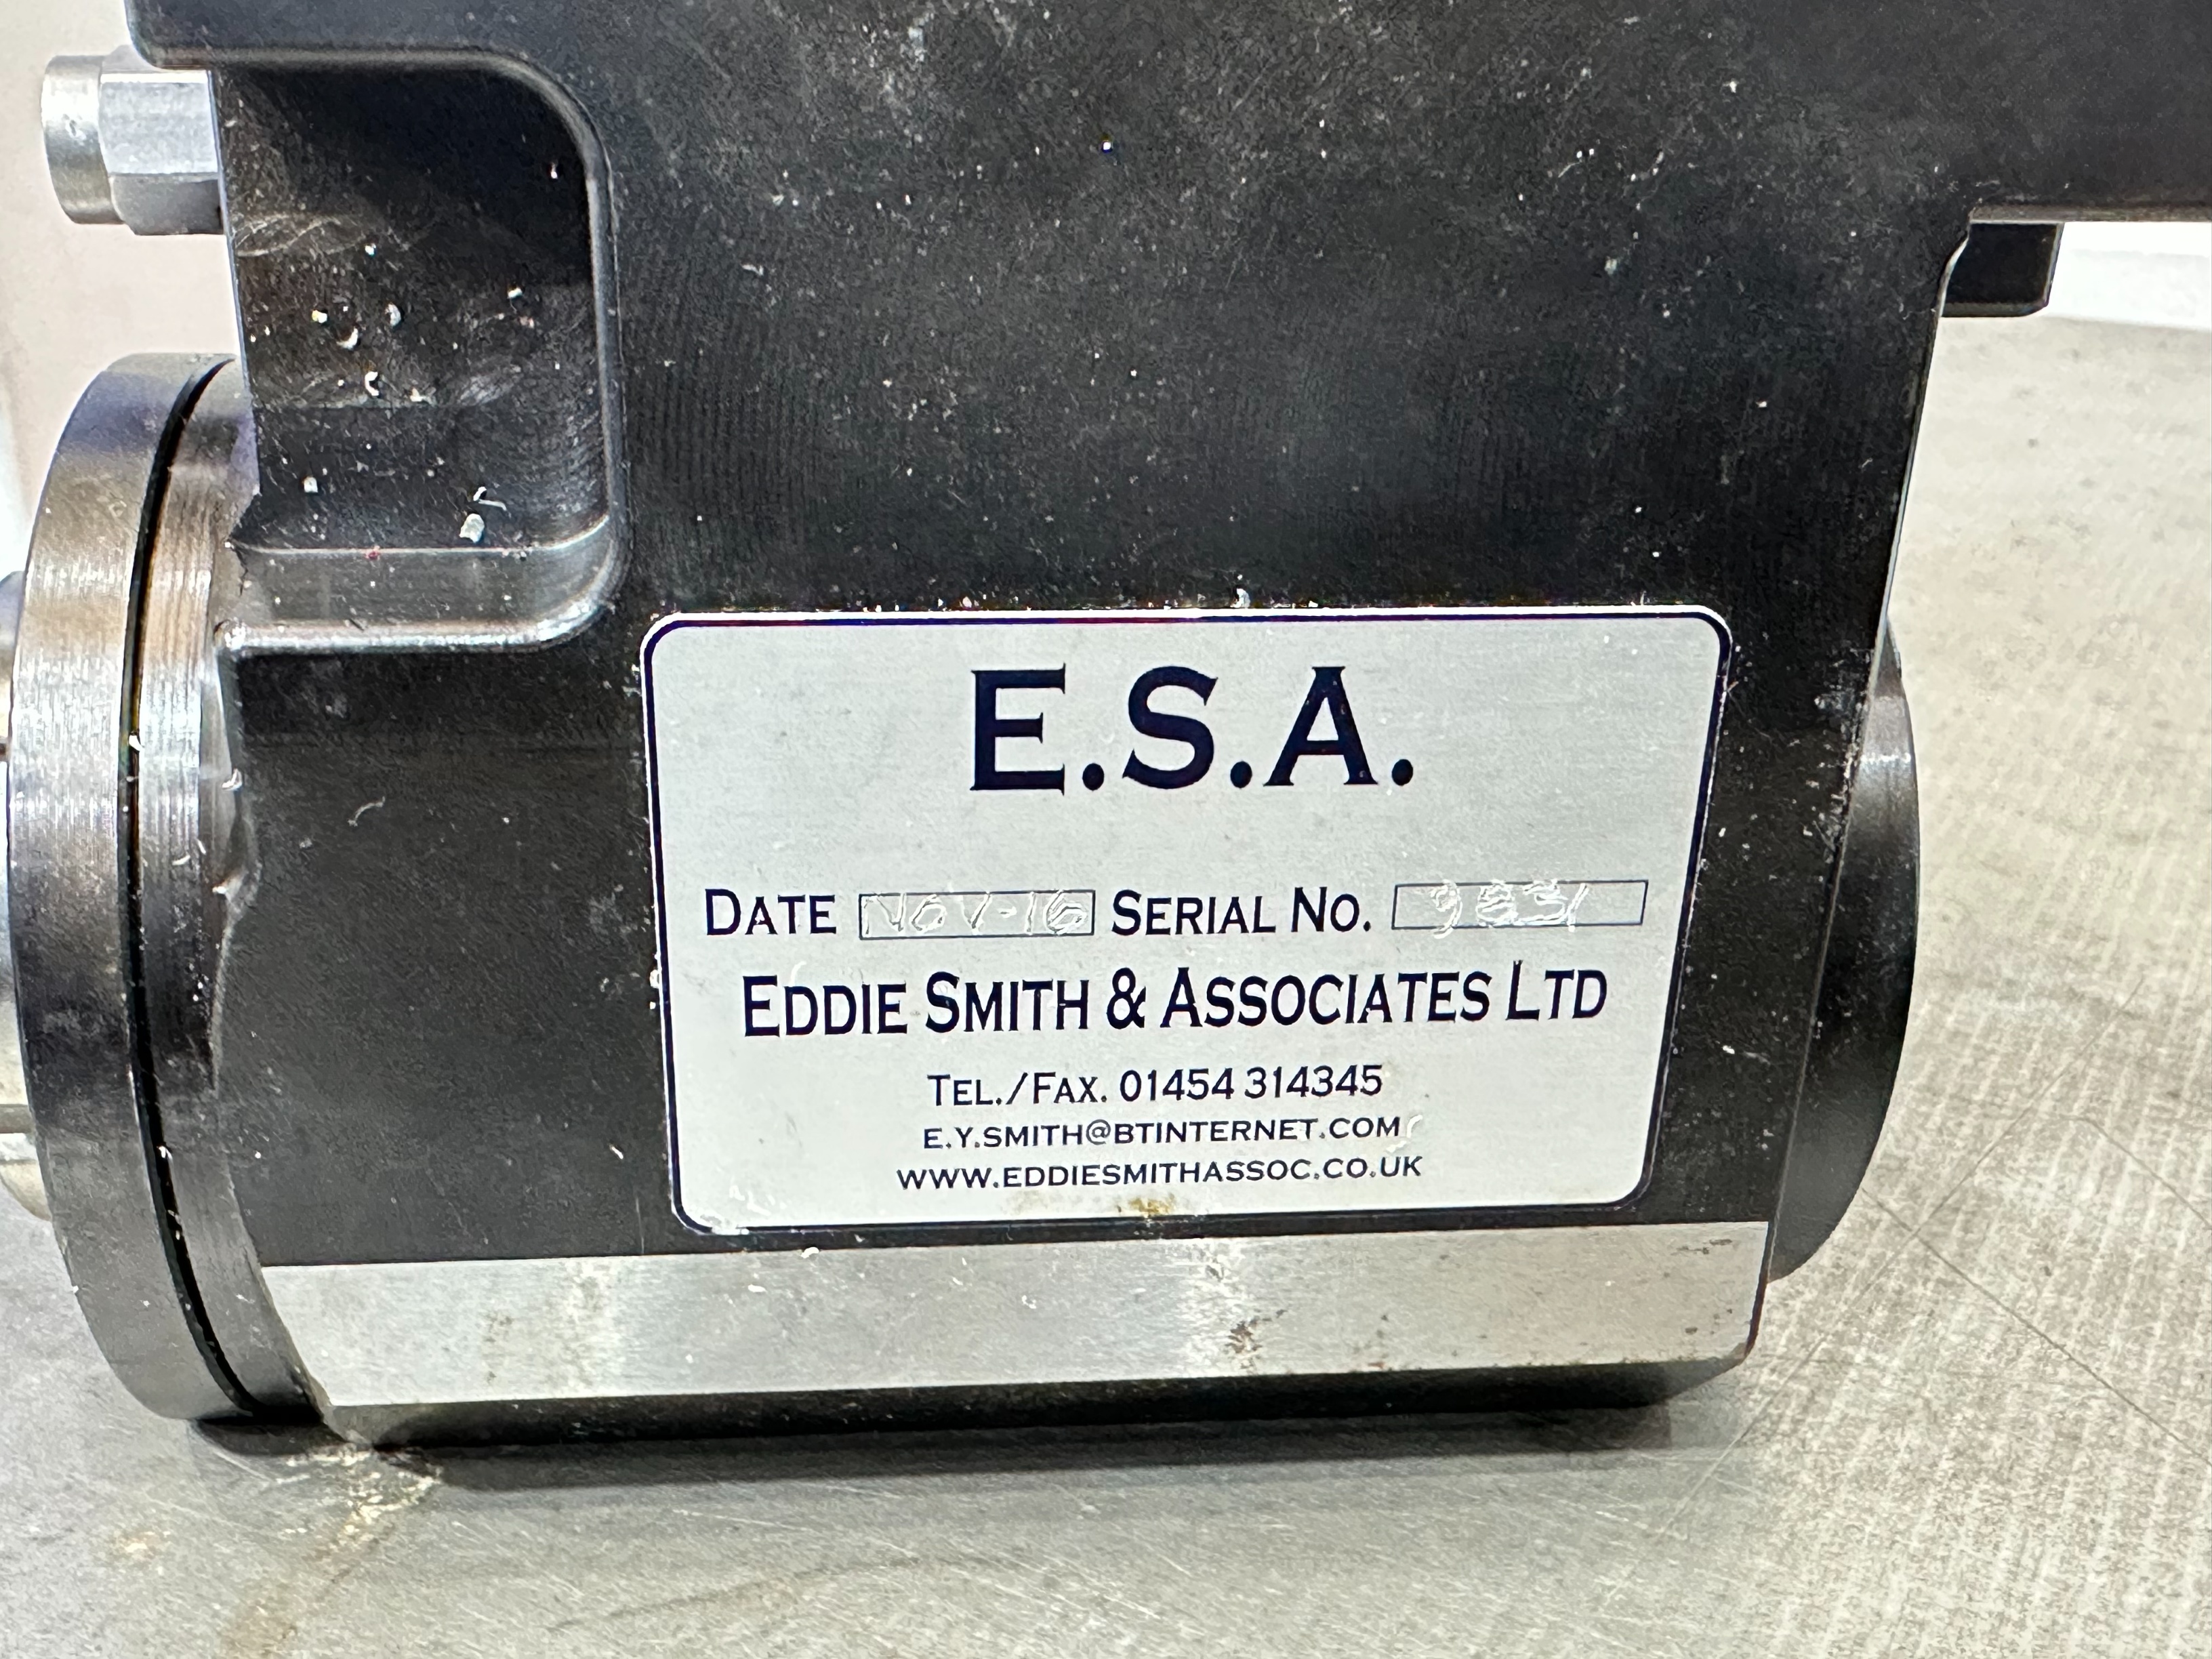 E.S.A.
DATE NOV-16 SERIAL NO. 9831
EDDIE SMITH & ASSOCIATES LTD
TEL./FAX. 01454 314345
E.Y.SMITH@BTINTERNET.COM
WWW.EDDIESMITHASSOC.CO.UK